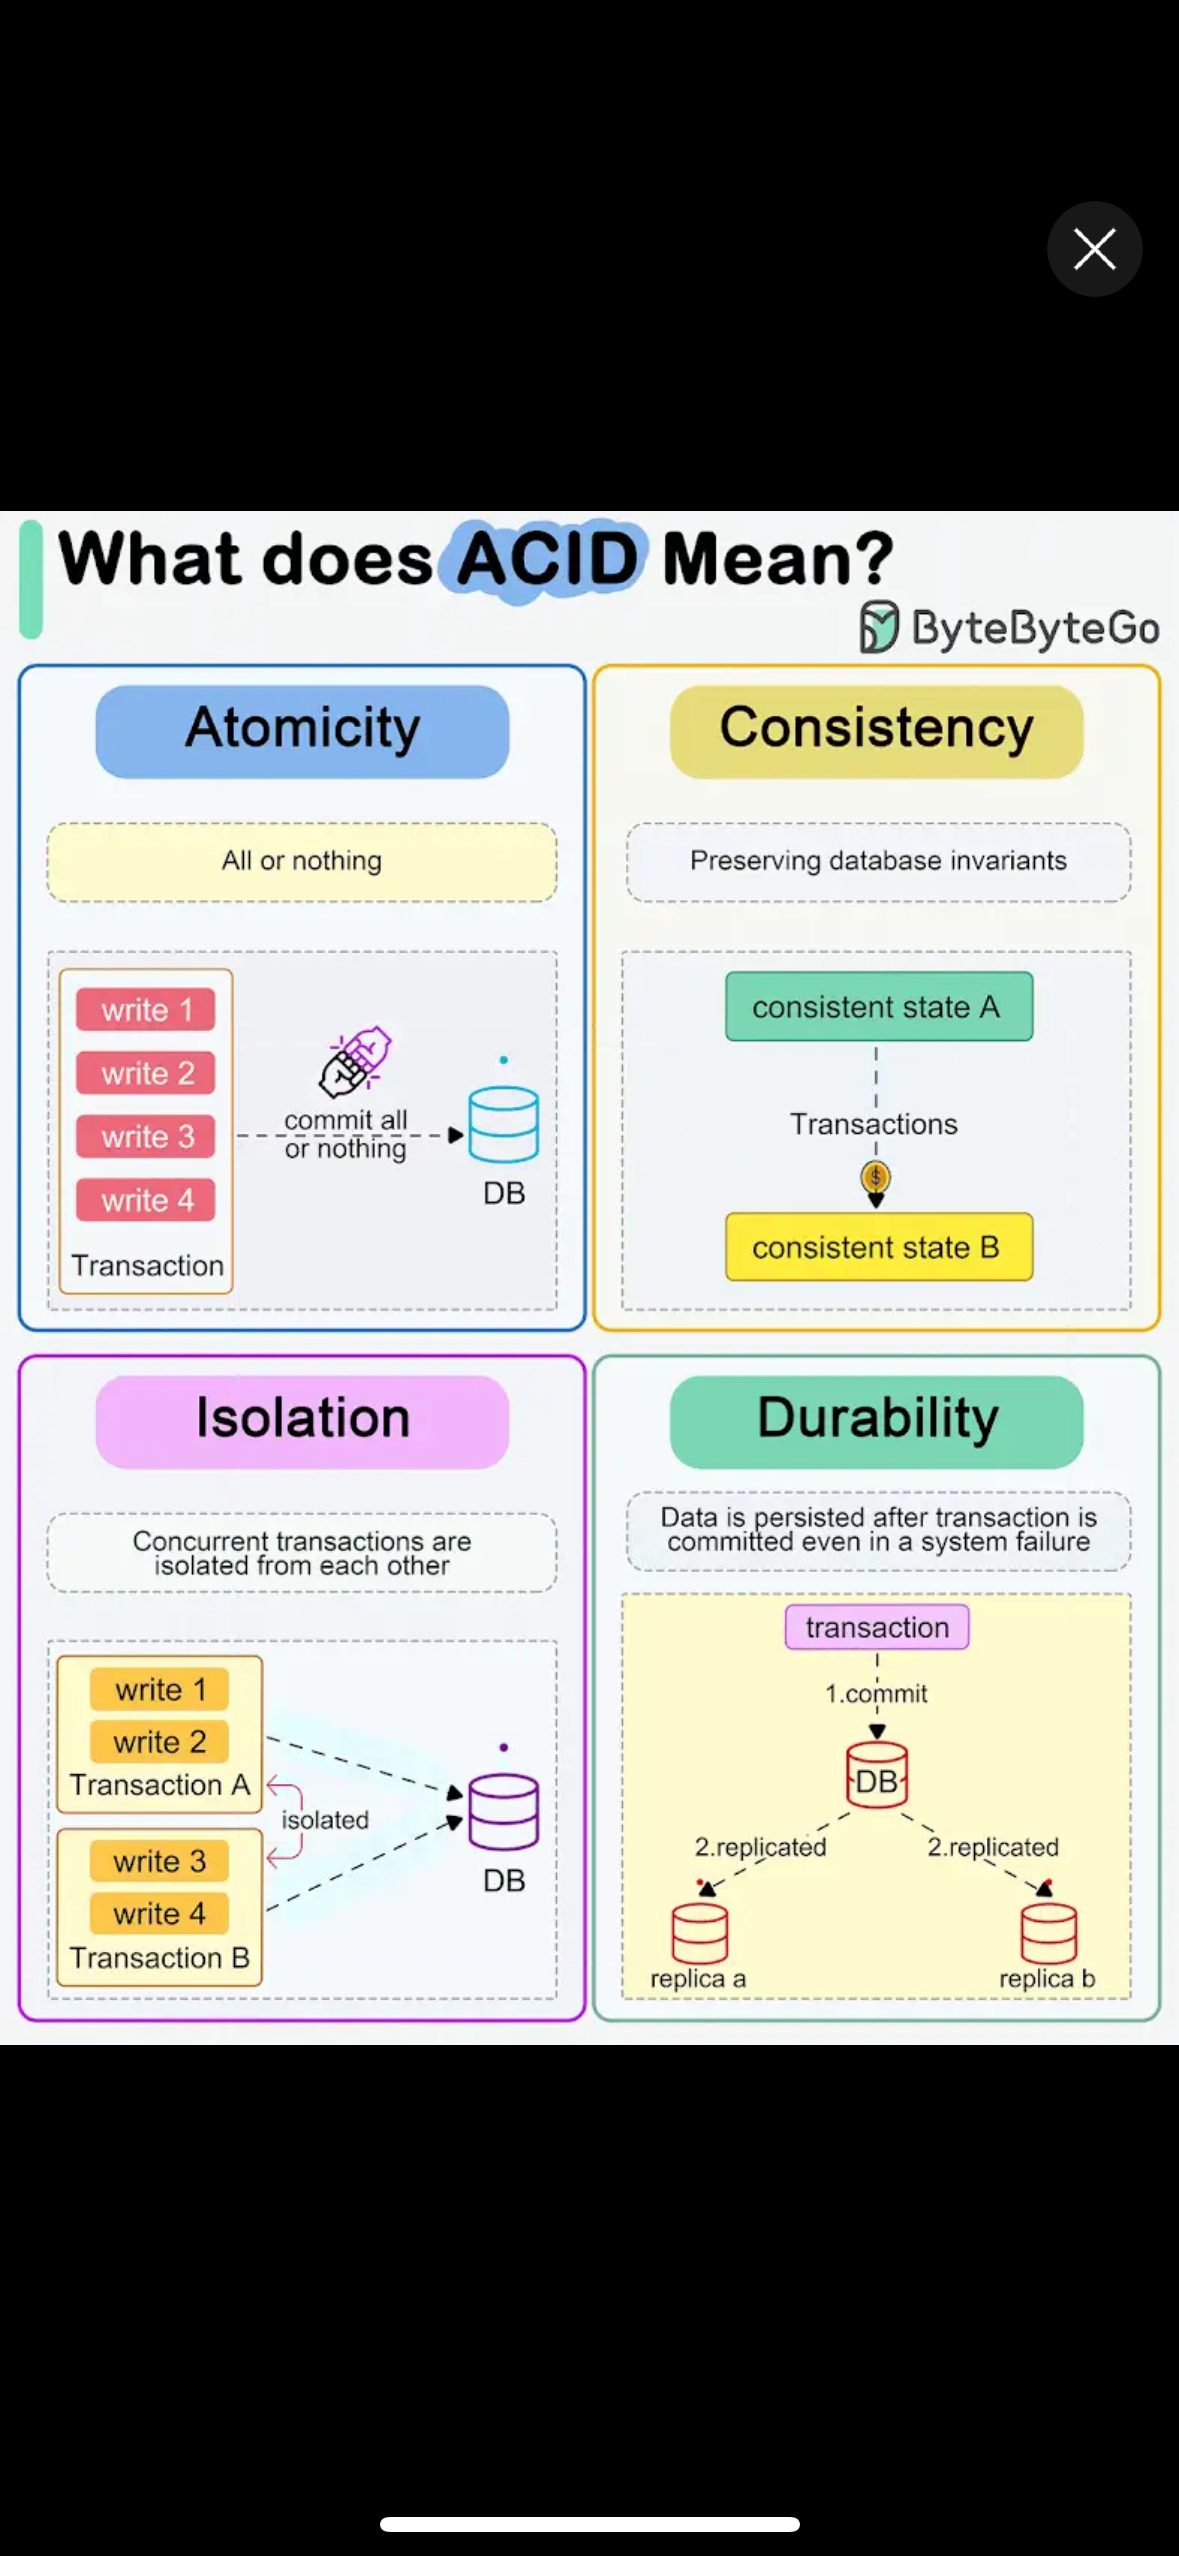 What does ACID Mean?
ByteByteGo
Atomicity
All or nothing
write 1
write 2
write 3
write 4
Transaction
commit all
or nothing
DB
Consistency
Preserving database invariants
consistent state A
Transactions
$
consistent state B
Isolation
Concurrent transactions are
isolated from each other
write 1
write 2
Transaction A
isolated
write 3
write 4
Transaction B
DB
Durability
Data is persisted after transaction is
committed even in a system failure
transaction
1.commit
DB
2.replicated
2.replicated
replica a
replica b